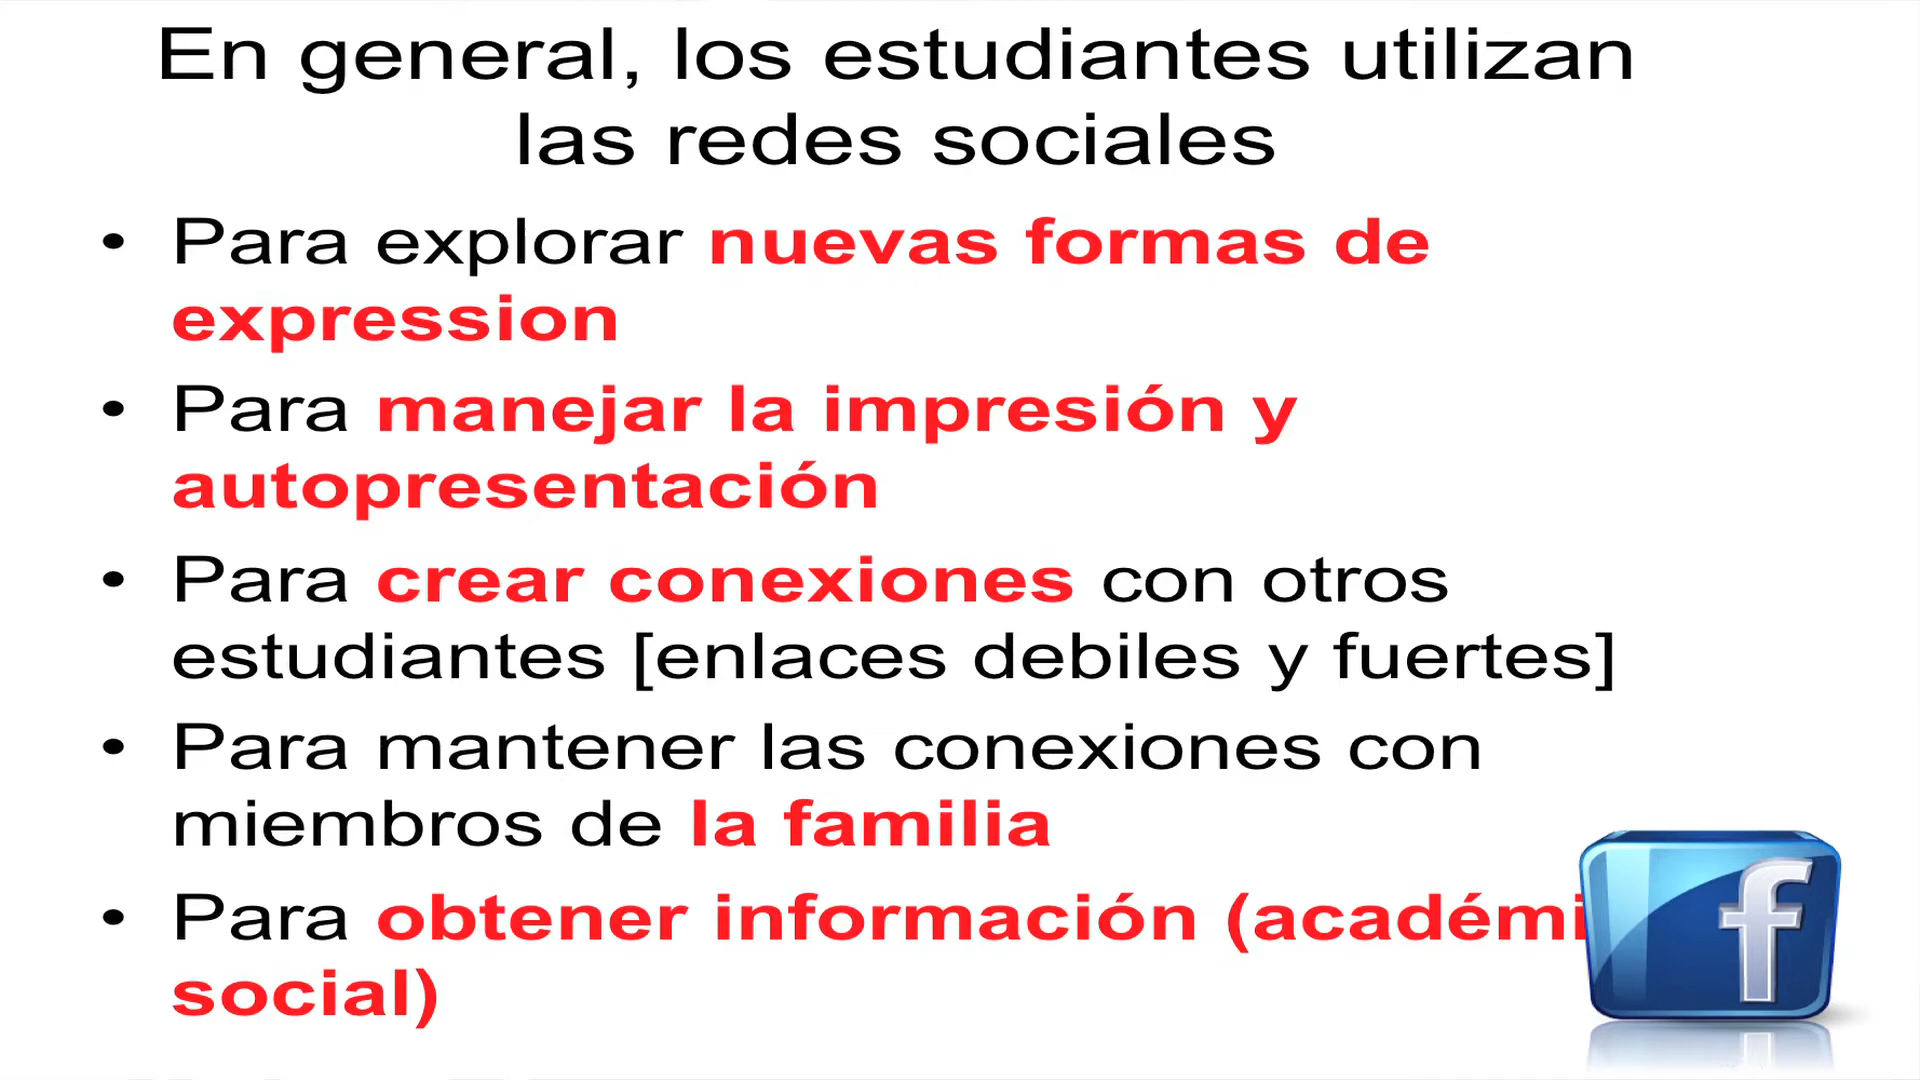 En general, los estudiantes utilizan
las redes sociales
• Para explorar nuevas formas de
expression
• Para manejar la impresión y
autopresentación
• Para crear conexiones con otros
estudiantes [enlaces debiles y fuertes]
• Para mantener las conexiones con
miembros de la familia
• Para obtener información (académi
social)
f